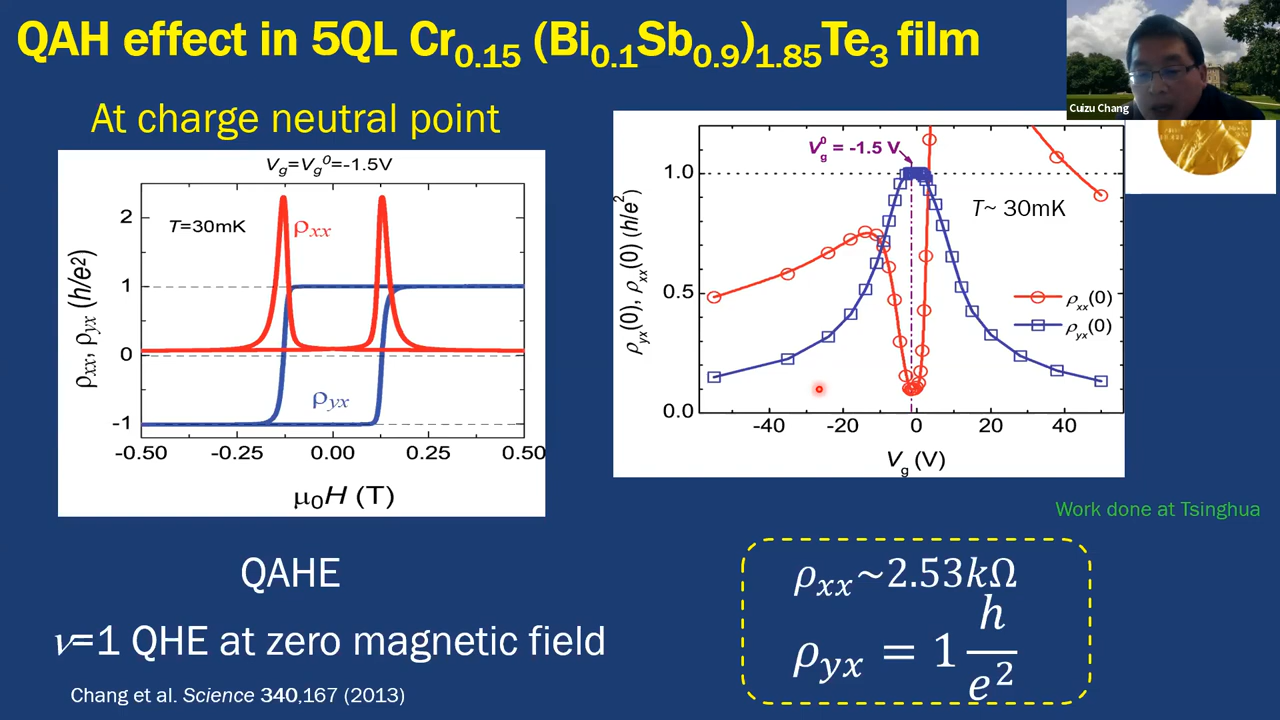 QAH effect in 5QL Cr0.15 (Bi0.1Sb0.9)1.85Te3 film
Cuizu Chang
At charge neutral point
Vg=Vg0=-1.5V
T=30mK
ρxx
ρyx
ρxx, ρyx (h/e2)
2
1
0
-1
-0.50 -0.25 0.00 0.25 0.50
μ0H (T)
Vg0 = -1.5 V
T~ 30mK
ρxx(0)
ρyx(0)
ρyx(0), ρxx(0) (h/e2)
1.0
0.5
0.0
-40 -20 0 20 40
Vg (V)
Work done at Tsinghua
QAHE
ν=1 QHE at zero magnetic field
ρxx~2.53kΩ
ρyx = 1 h/e2
Chang et al. Science 340,167 (2013)